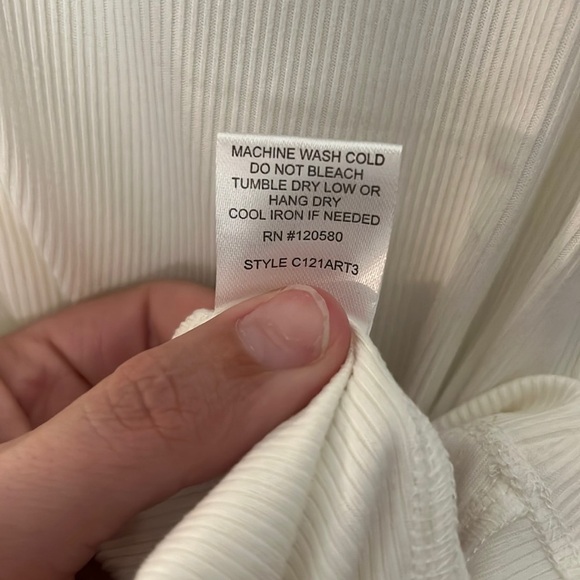 MACHINE WASH COLD
DO NOT BLEACH
TUMBLE DRY LOW OR
HANG DRY
COOL IRON IF NEEDED
RN #120580
STYLE C121ART3